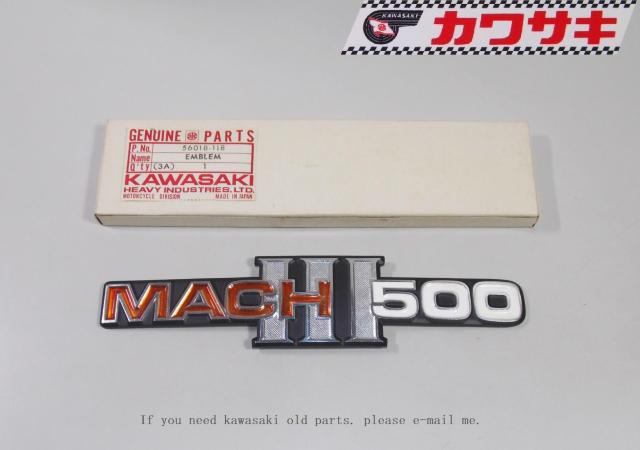 KAWASAKI
カワサキ
GENUINE PARTS
P.No. 56018-118
Name EMBLEM
Q'ty (3A) 1
KAWASAKI
HEAVY INDUSTRIES, LTD.
MOTORCYCLE DIVISION MADE IN JAPAN
MACH III 500
If you need kawasaki old parts. please e-mail me.